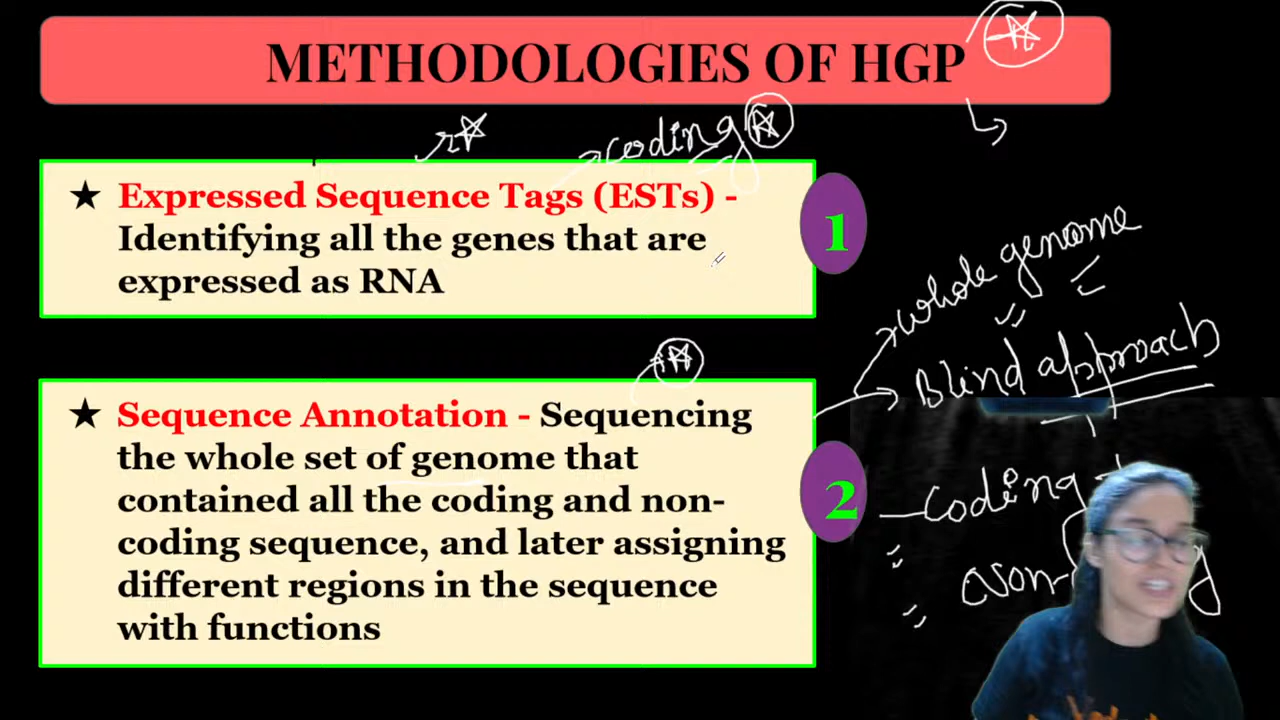 METHODOLOGIES OF HGP
coding
★ Expressed Sequence Tags (ESTs) -
Identifying all the genes that are
expressed as RNA
1
whole genome
Blind approach
★ Sequence Annotation - Sequencing
the whole set of genome that
contained all the coding and non-
coding sequence, and later assigning
different regions in the sequence
with functions
2
coding